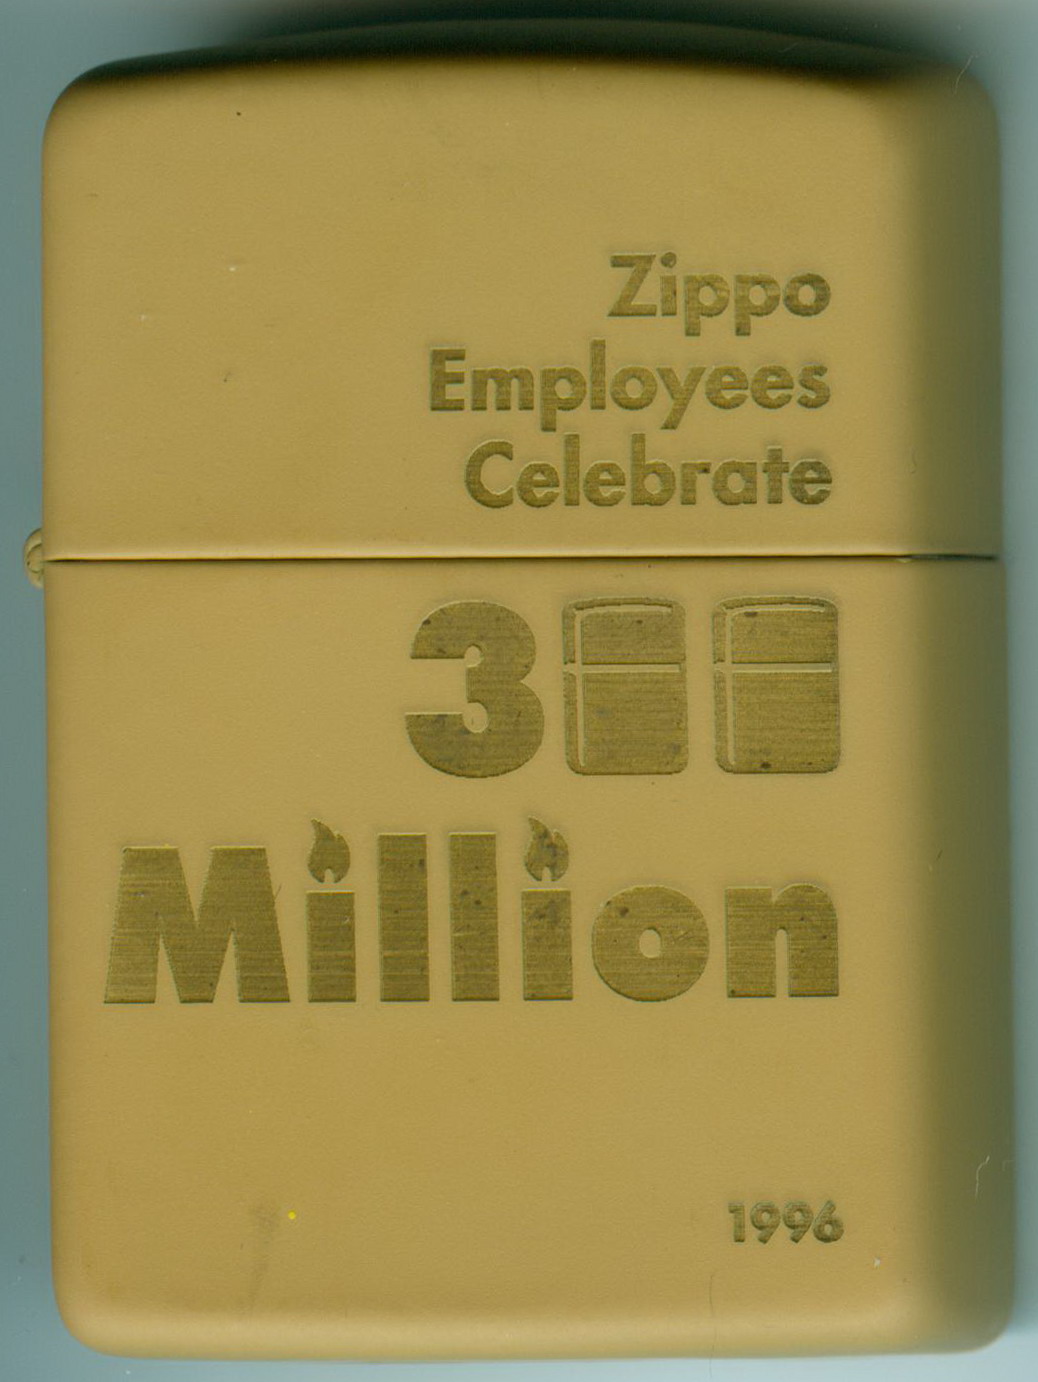 Zippo
Employees
Celebrate
300
Million
1996